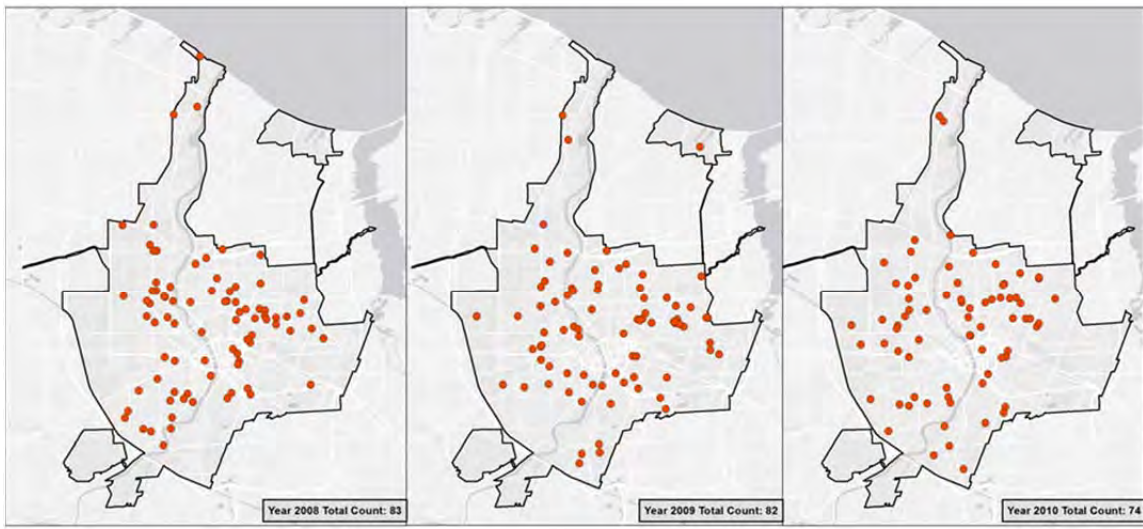 Year 2008 Total Count: 83
Year 2009 Total Count: 82
Year 2010 Total Count: 74